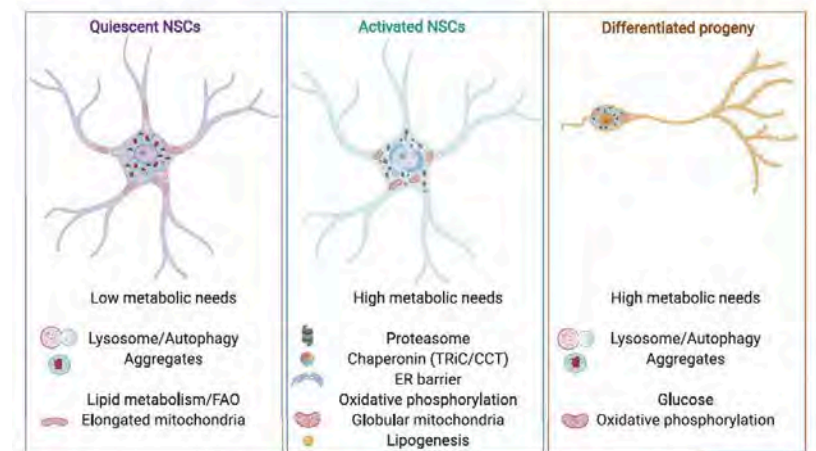 Quiescent NSCs
Low metabolic needs
Lysosome/Autophagy
Aggregates
Lipid metabolism/FAO
Elongated mitochondria
Activated NSCs
High metabolic needs
Proteasome
Chaperonin (TRiC/CCT)
ER barrier
Oxidative phosphorylation
Globular mitochondria
Lipogenesis
Differentiated progeny
High metabolic needs
Lysosome/Autophagy
Aggregates
Glucose
Oxidative phosphorylation